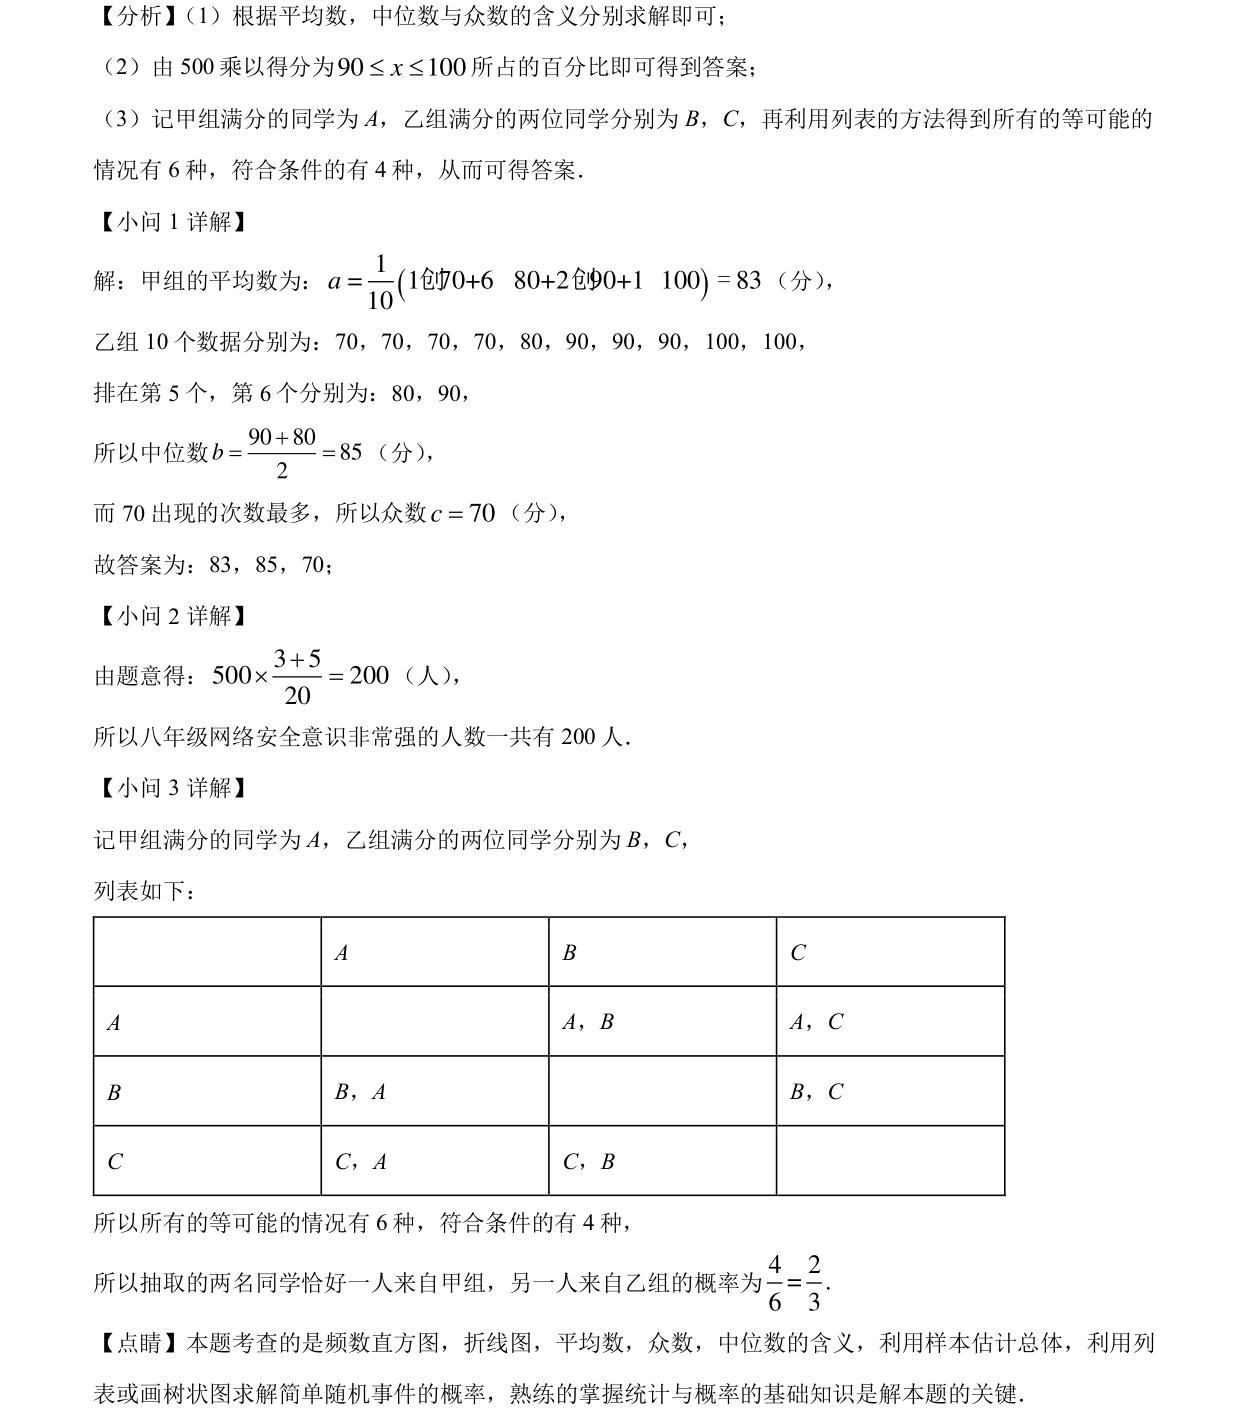 【分析】（1）根据平均数，中位数与众数的含义分别求解即可；
（2）由 500 乘以得分为 90 ≤ x ≤ 100 所占的百分比即可得到答案；
（3）记甲组满分的同学为 A，乙组满分的两位同学分别为 B，C，再利用列表的方法得到所有的等可能的
情况有 6 种，符合条件的有 4 种，从而可得答案．
【小问 1 详解】
解：甲组的平均数为：a = 1/10 (1创70+6 80+2创90+1 100) = 83（分），
乙组 10 个数据分别为：70，70，70，70，80，90，90，90，100，100，
排在第 5 个，第 6 个分别为：80，90，
所以中位数 b = (90+80)/2 = 85（分），
而 70 出现的次数最多，所以众数 c = 70（分），
故答案为：83，85，70；
【小问 2 详解】
由题意得：500× (3+5)/20 = 200（人），
所以八年级网络安全意识非常强的人数一共有 200 人．
【小问 3 详解】
记甲组满分的同学为 A，乙组满分的两位同学分别为 B，C，
列表如下：
A B C
A A，B A，C
B B，A B，C
C C，A C，B
所以所有的等可能的情况有 6 种，符合条件的有 4 种，
所以抽取的两名同学恰好一人来自甲组，另一人来自乙组的概率为 4/6 = 2/3．
【点睛】本题考查的是频数直方图，折线图，平均数，众数，中位数的含义，利用样本估计总体，利用列
表或画树状图求解简单随机事件的概率，熟练的掌握统计与概率的基础知识是解本题的关键．